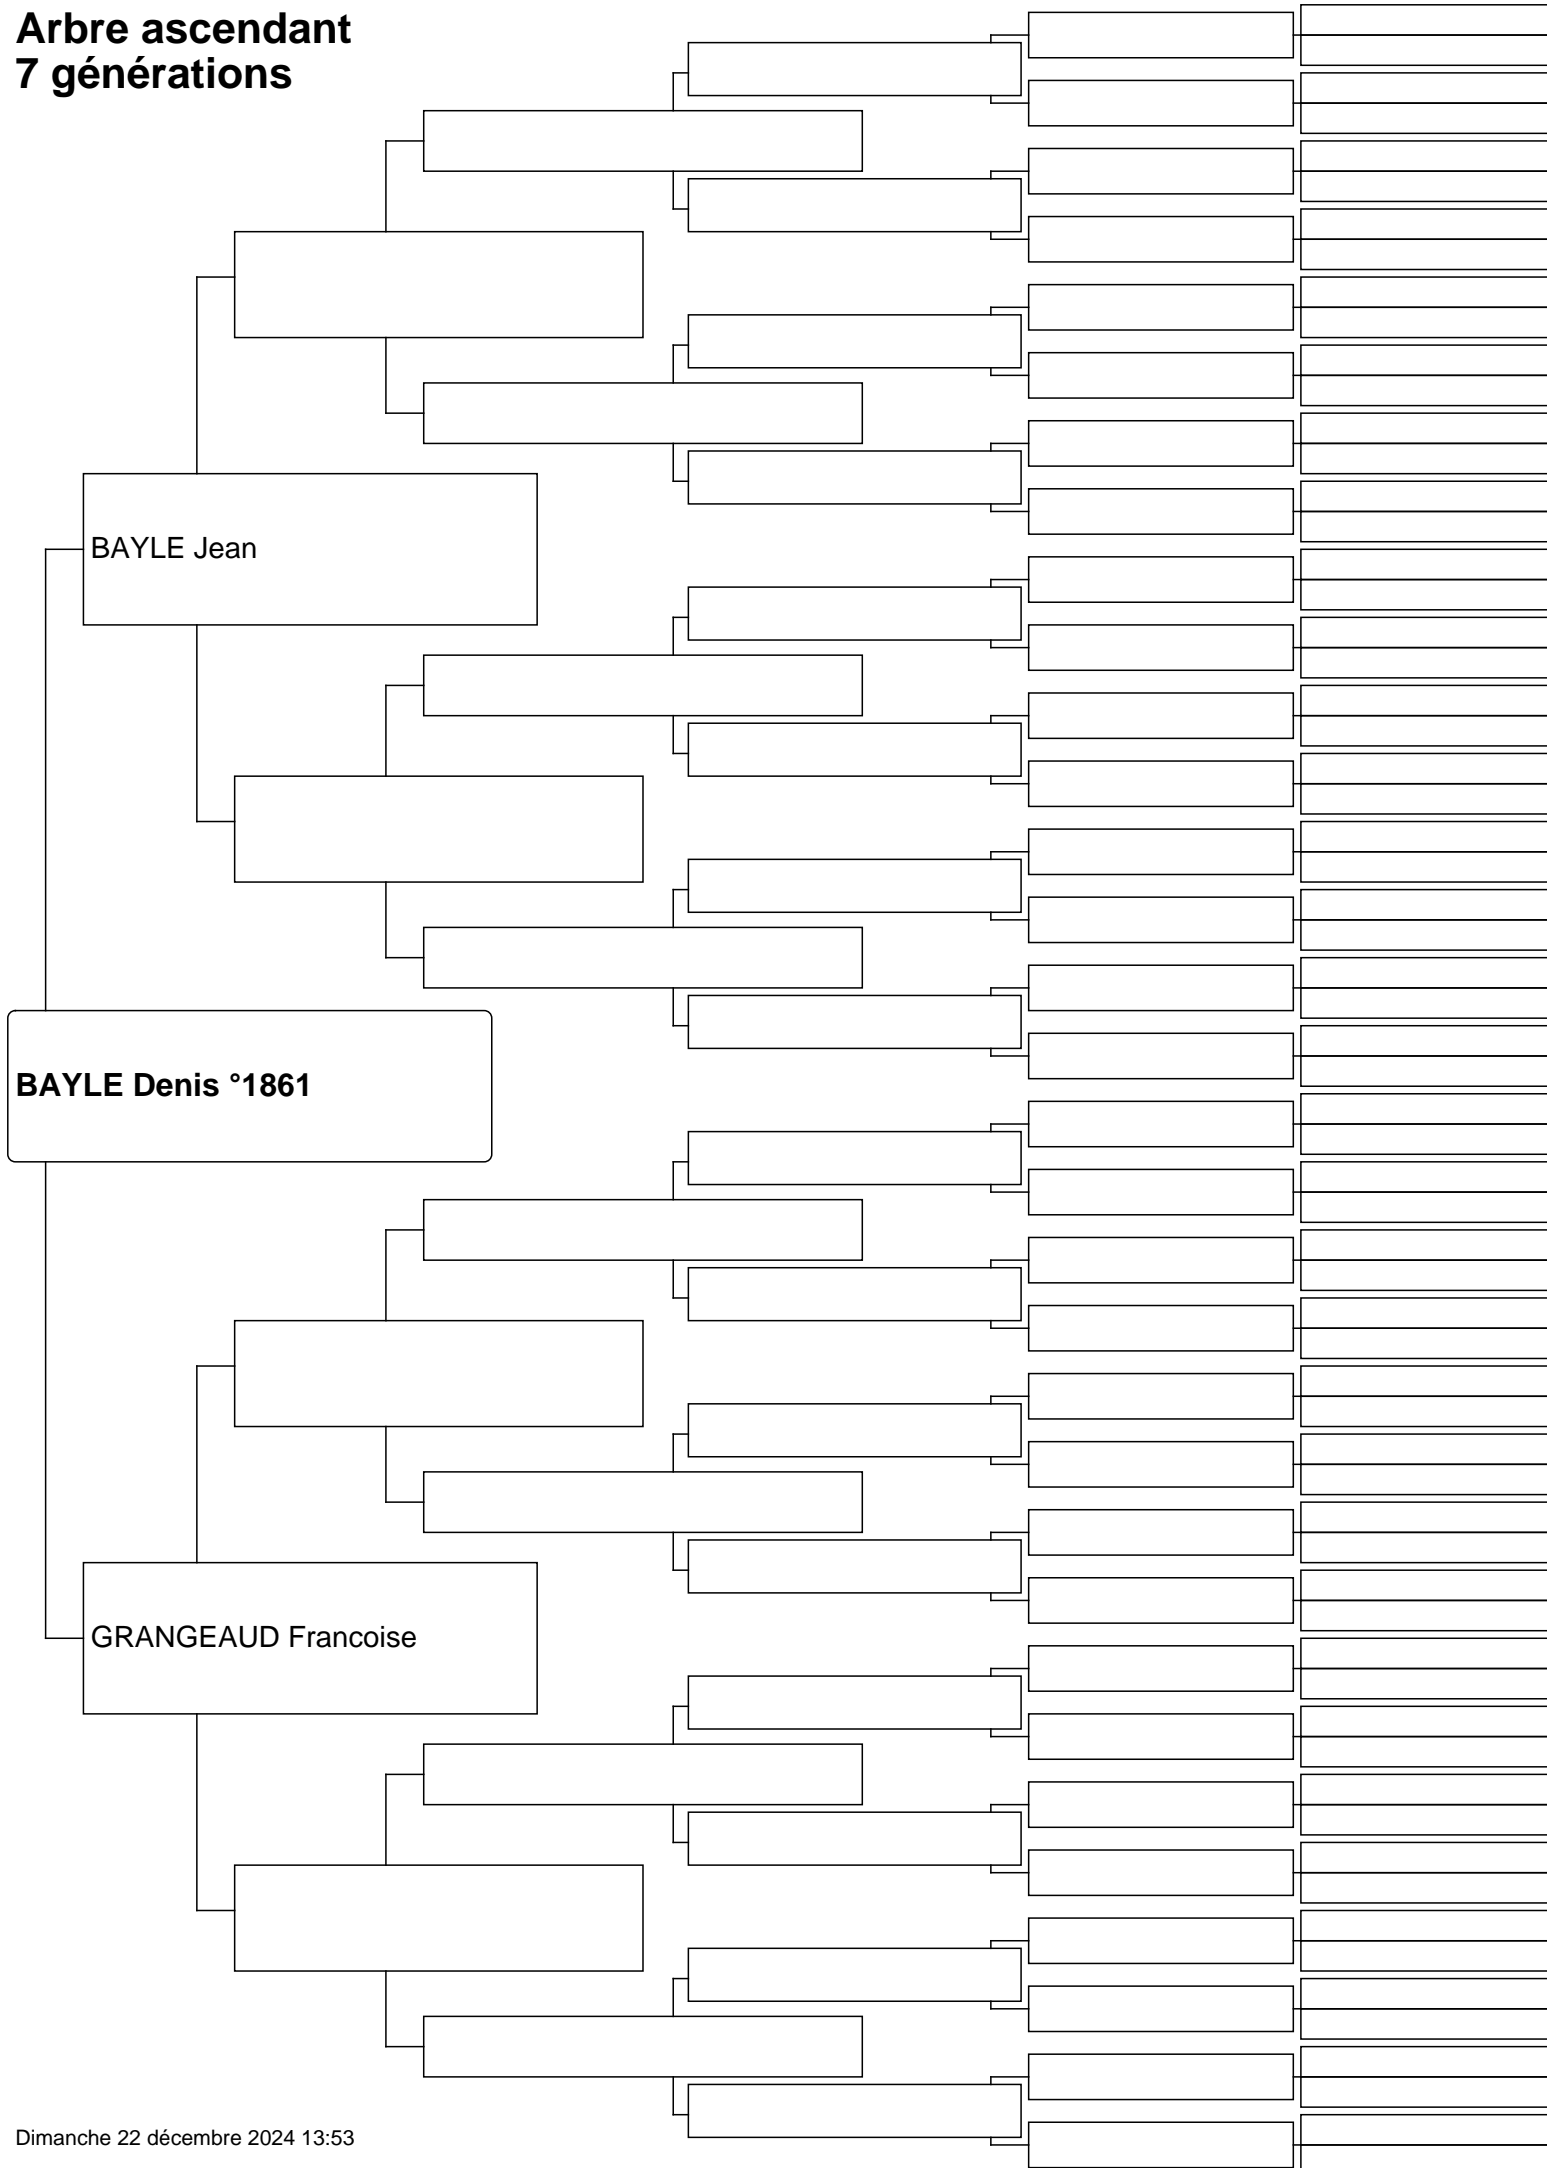 Arbre ascendant
7 générations
BAYLE Jean
BAYLE Denis °1861
GRANGEAUD Francoise
Dimanche 22 décembre 2024 13:53